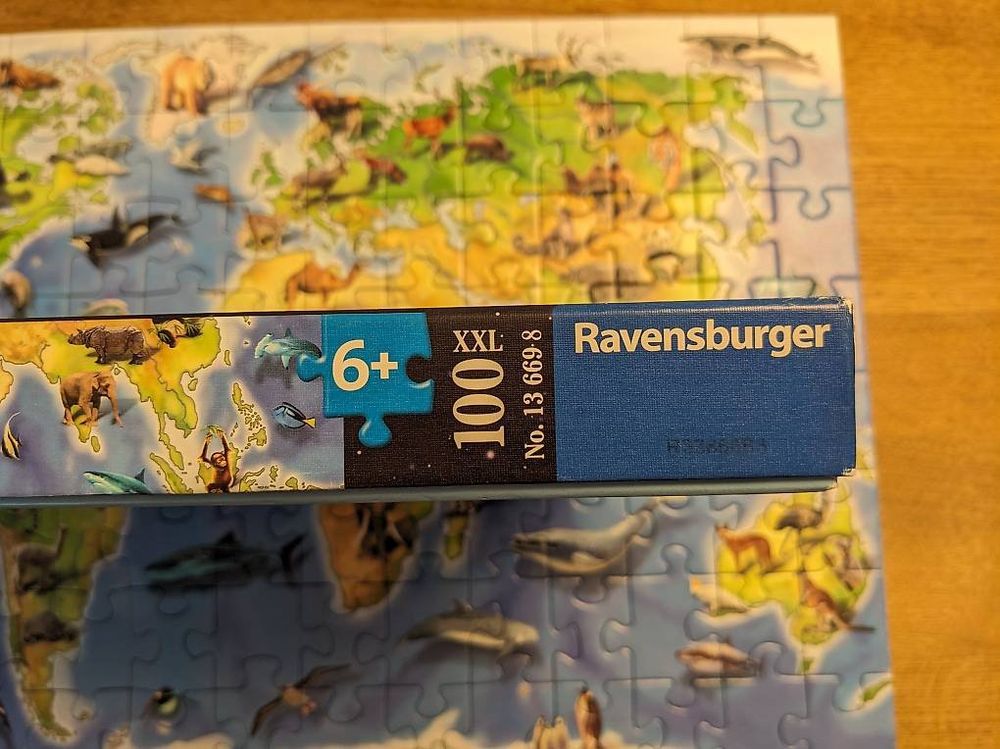 6+
XXL
100
No. 13 669 8
Ravensburger